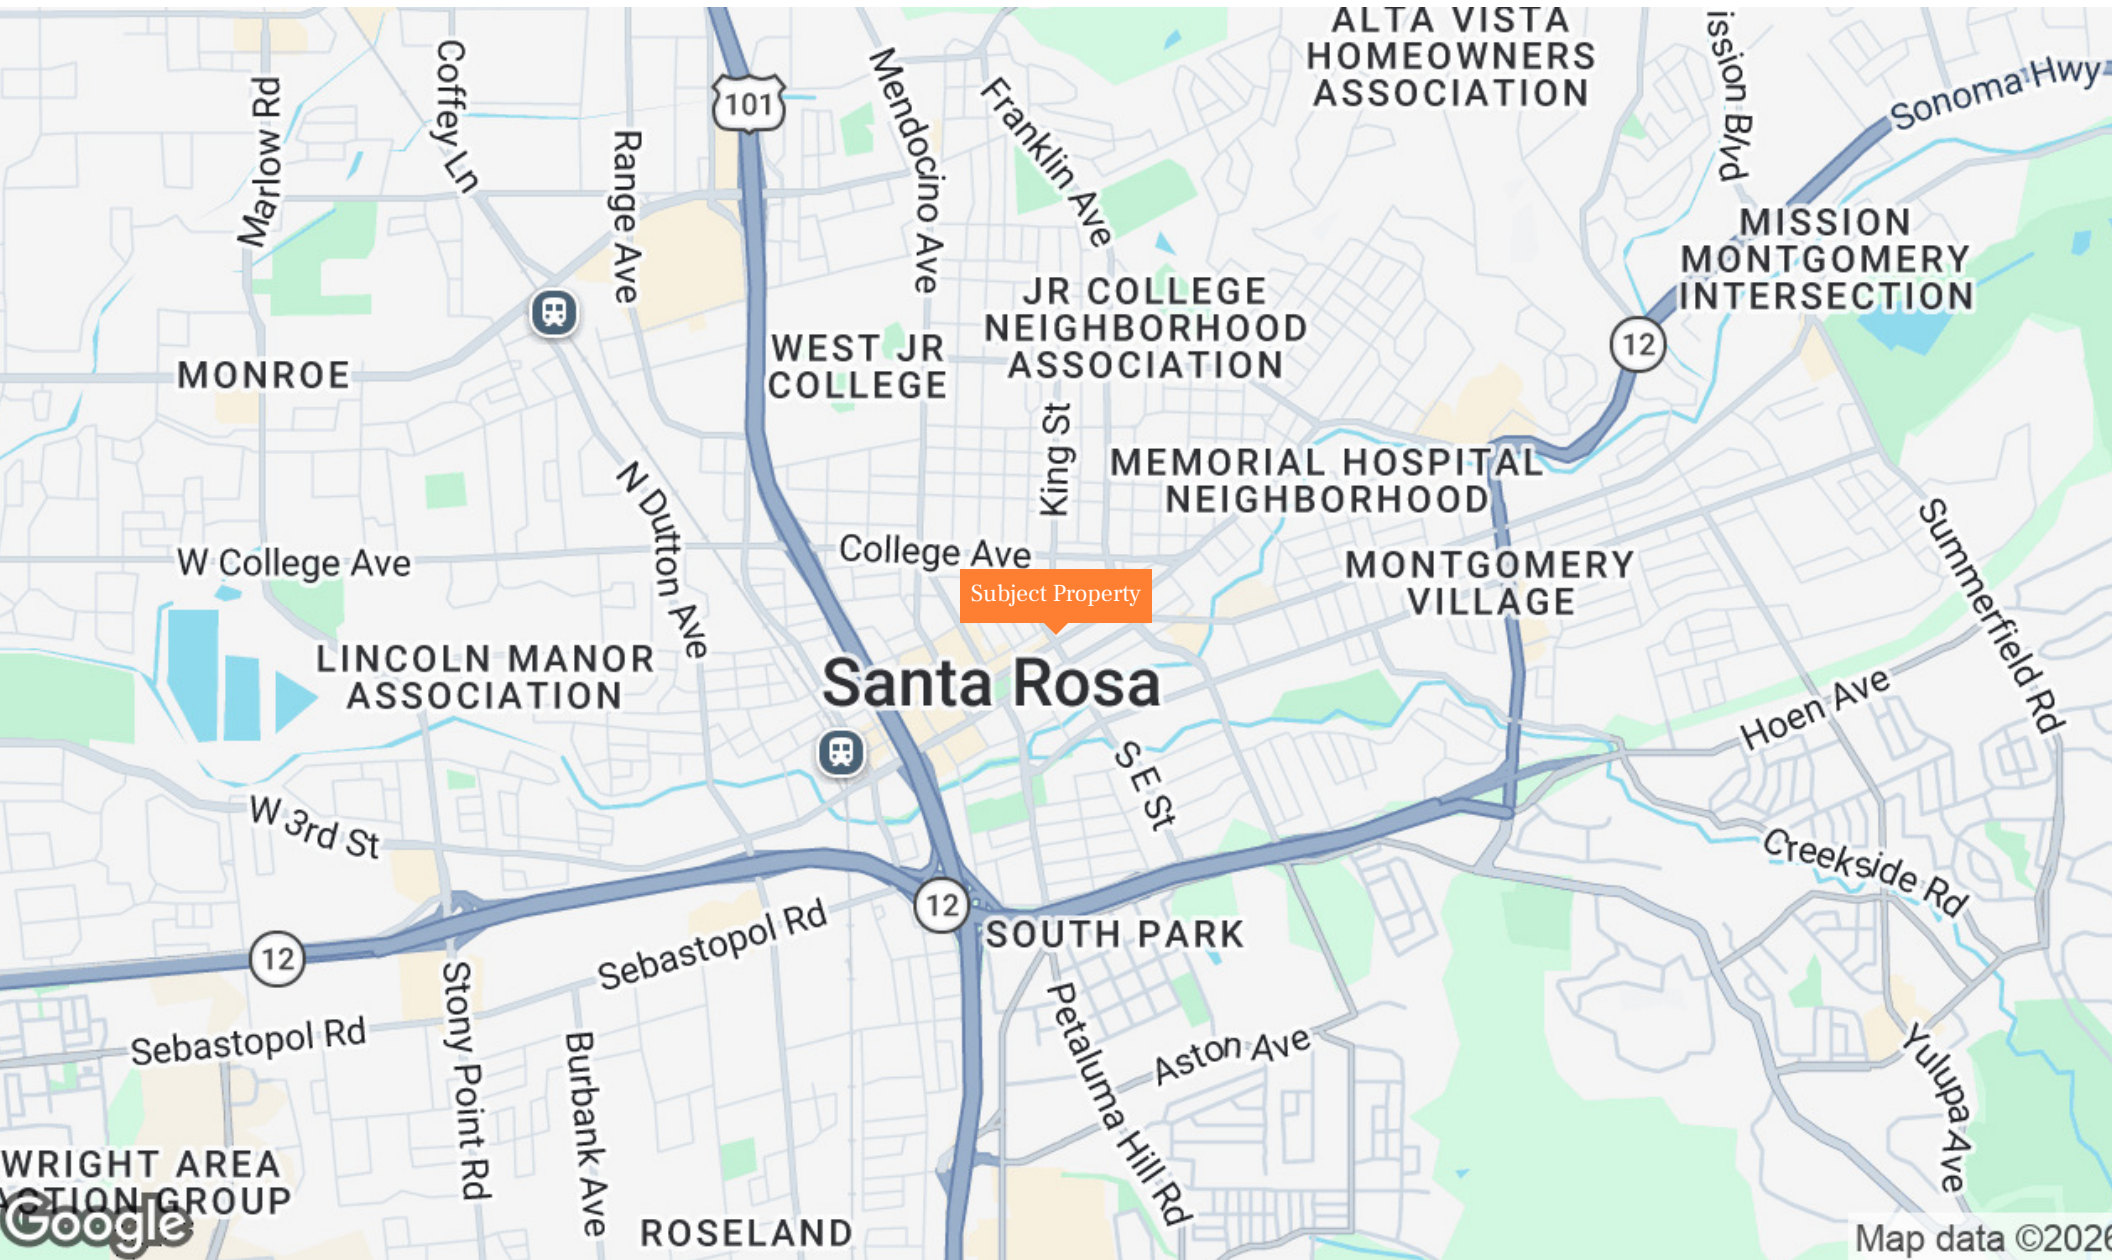 ALTA VISTA
HOMEOWNERS
ASSOCIATION
ission Blvd
Sonoma Hwy
Coffey Ln
Marlow Rd
101
Mendocino Ave
Franklin Ave
Range Ave
MISSION
MONTGOMERY
INTERSECTION
JR COLLEGE
NEIGHBORHOOD
ASSOCIATION
WEST JR
COLLEGE
12
MONROE
King St
MEMORIAL HOSPITAL
NEIGHBORHOOD
N Dutton Ave
Summerfield Rd
W College Ave
College Ave
MONTGOMERY
VILLAGE
Subject Property
LINCOLN MANOR
ASSOCIATION
Santa Rosa
Hoen Ave
S E St
W 3rd St
Creekside Rd
12
SOUTH PARK
12
Sebastopol Rd
Stony Point Rd
Petaluma Hill Rd
Sebastopol Rd
Burbank Ave
Aston Ave
Yulupa Ave
WRIGHT AREA
ACTION GROUP
Google
ROSELAND
Map data ©2026